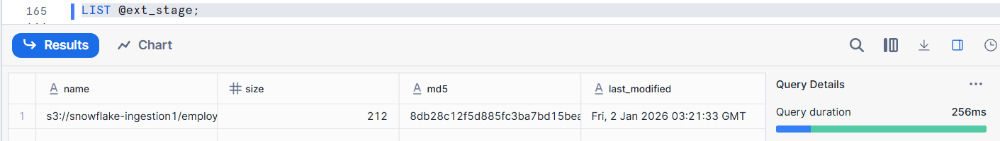 165 LIST @ext_stage;
Results Chart
A name # size A md5 A last_modified Query Details ...
1 s3://snowflake-ingestion1/employ 212 8db28c12f5d885fc3ba7bd15bea Fri, 2 Jan 2026 03:21:33 GMT Query duration 256ms